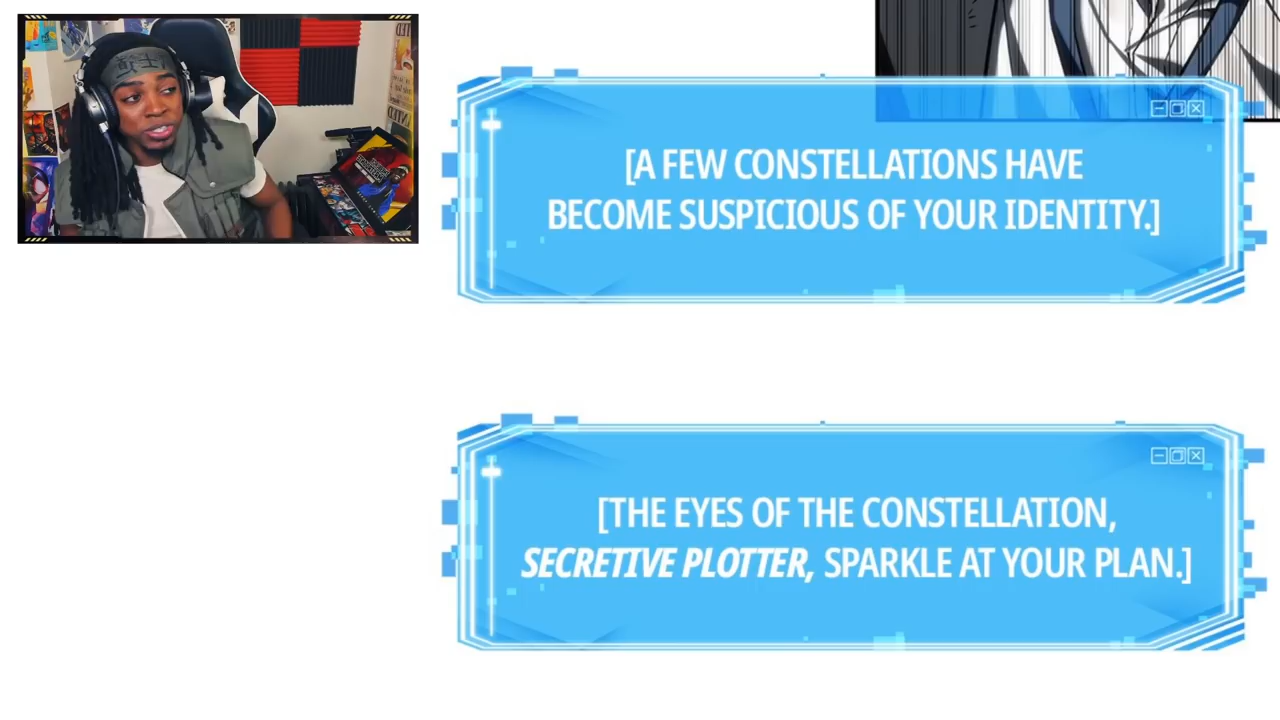 [A FEW CONSTELLATIONS HAVE
BECOME SUSPICIOUS OF YOUR IDENTITY.]
[THE EYES OF THE CONSTELLATION,
SECRETIVE PLOTTER, SPARKLE AT YOUR PLAN.]